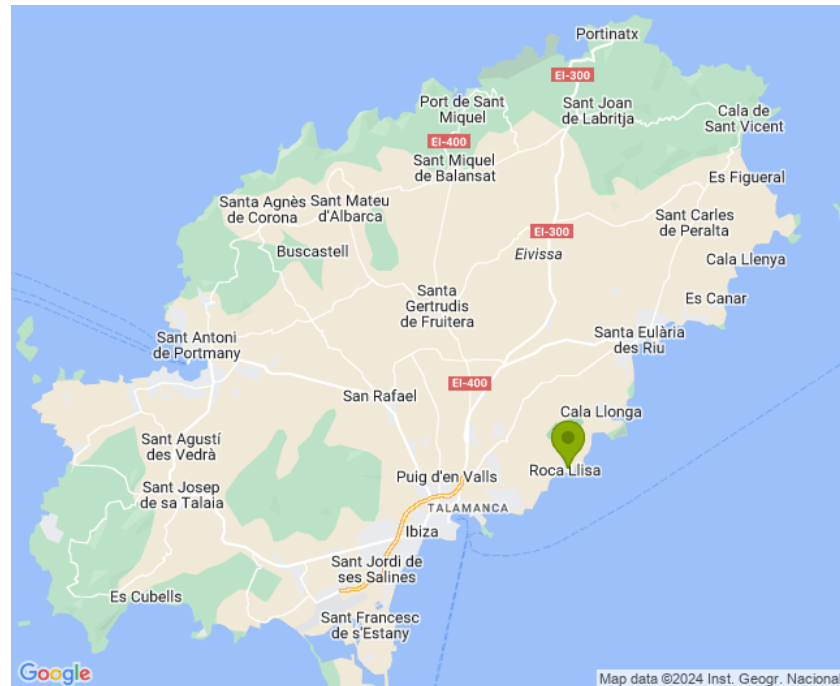 Portinatx
EI-300
Port de Sant
Miquel
Sant Joan
de Labritja
Cala de
Sant Vicent
EI-400
Sant Miquel
de Balansat
Es Figueral
Santa Agnès
de Corona
Sant Mateu
d'Albarca
Sant Carles
de Peralta
EI-300
Buscastell
Eivissa
Cala Llenya
Santa
Gertrudis
de Fruitera
Es Canar
Sant Antoni
de Portmany
Santa Eulària
des Riu
EI-400
San Rafael
Cala Llonga
Sant Agustí
des Vedrà
Roca Llisa
Puig d'en Valls
Sant Josep
de sa Talaia
TALAMANCA
Ibiza
Sant Jordi de
ses Salines
Es Cubells
Sant Francesc
de s'Estany
Google
Map data ©2024 Inst. Geogr. Nacional